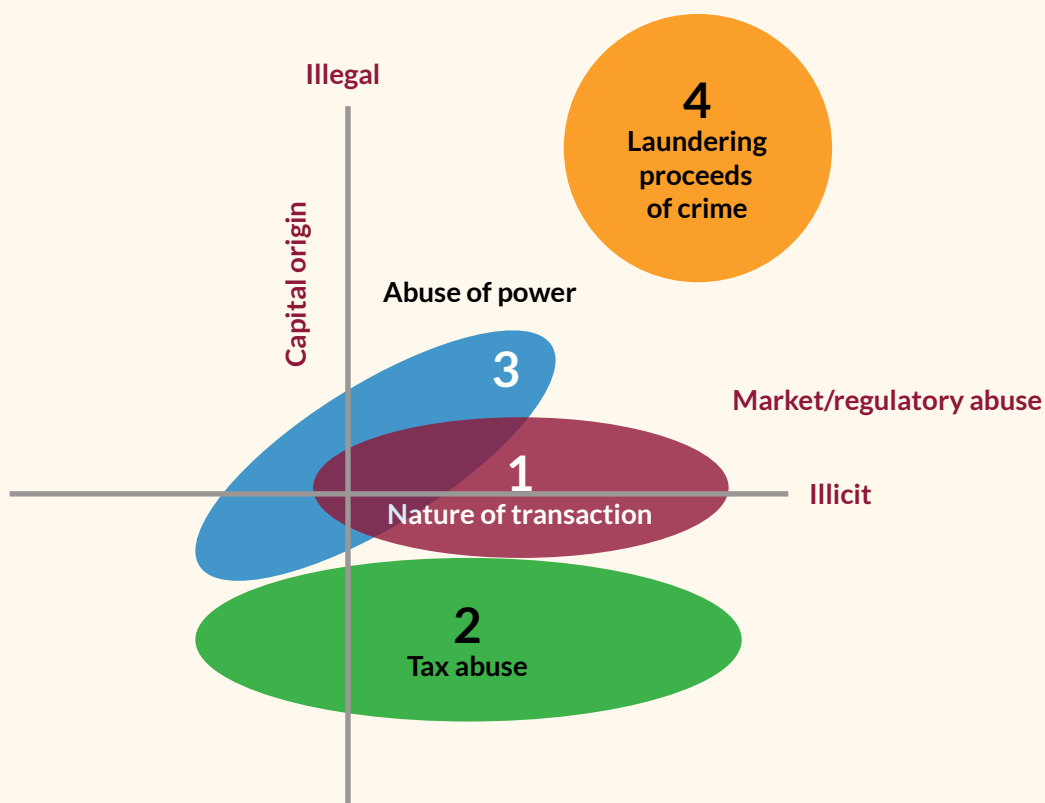 Illegal
4
Laundering
proceeds
of crime
Capital origin
Abuse of power
3
Market/regulatory abuse
1
Illicit
Nature of transaction
2
Tax abuse